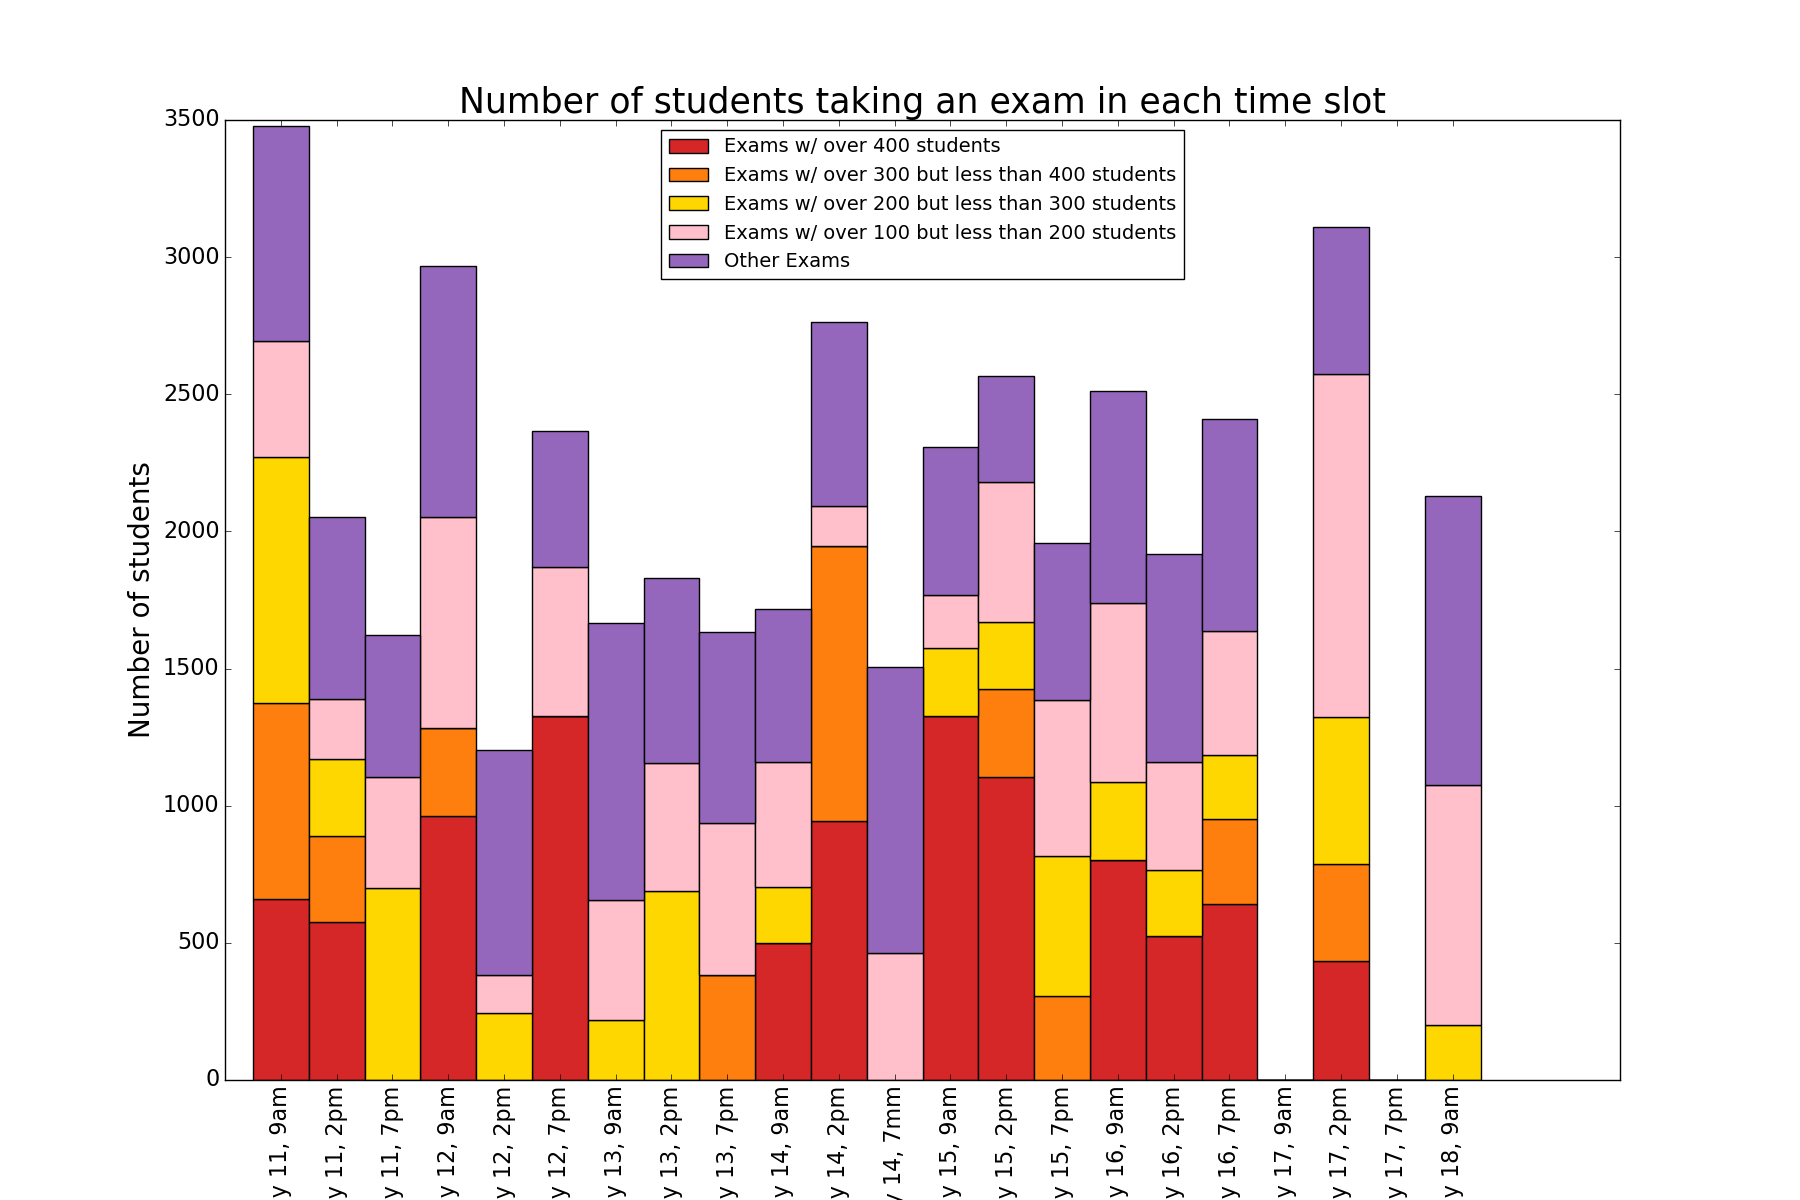 Number of students taking an exam in each time slot
Exams w/ over 400 students
Exams w/ over 300 but less than 400 students
Exams w/ over 200 but less than 300 students
Exams w/ over 100 but less than 200 students
Other Exams
Number of students
3500
3000
2500
2000
1500
1000
500
0
y 11, 9am
y 11, 2pm
y 11, 7pm
y 12, 9am
y 12, 2pm
y 12, 7pm
y 13, 9am
y 13, 2pm
y 13, 7pm
y 14, 9am
y 14, 2pm
y 14, 7mm
y 15, 9am
y 15, 2pm
y 15, 7pm
y 16, 9am
y 16, 2pm
y 16, 7pm
y 17, 9am
y 17, 2pm
y 17, 7pm
y 18, 9am